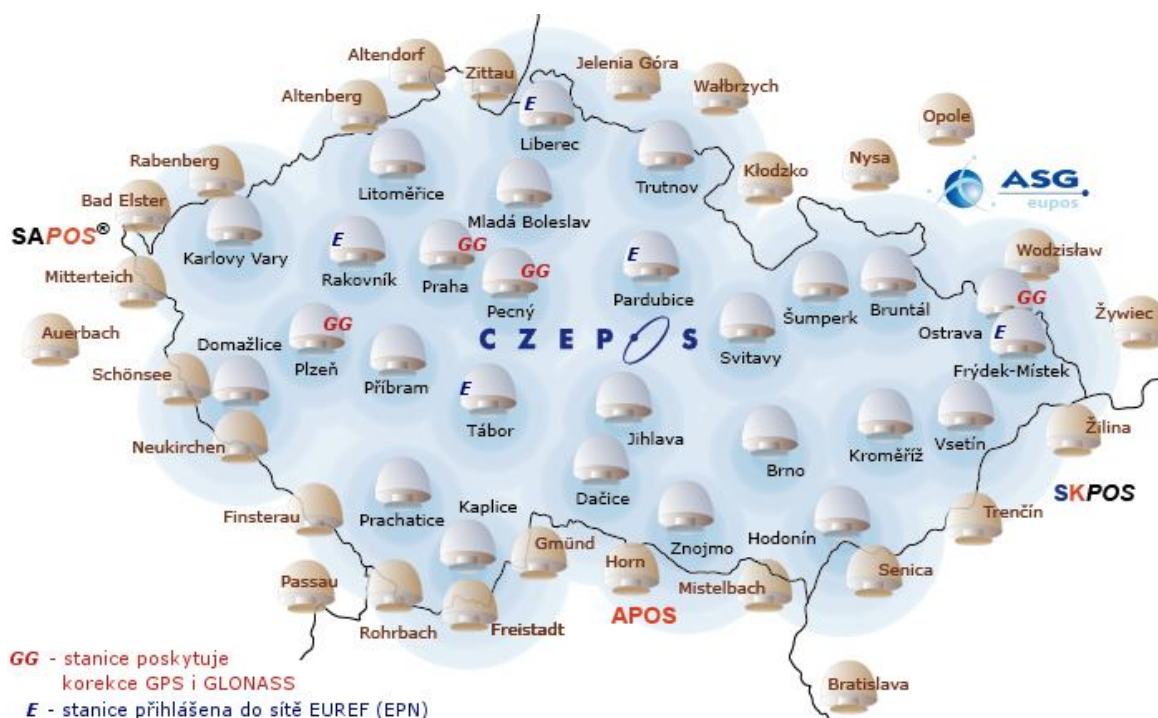 Altendorf
Zittau
Jelenia Góra
Wałbrzych
Altenberg
Opole
E
Liberec
Rabenberg
Litoměřice
Trutnov
Kłodzko
Nysa
ASG
eupos
Bad Elster
Mladá Boleslav
SAPOS®
Karlovy Vary
E
Rakovník
GG
Praha
GG
Pecný
E
Pardubice
Wodzisław
Mitterteich
Šumperk
Bruntál
GG
Ostrava
Żywiec
Auerbach
Domažlice
GG
Plzeň
CZEPOS
Svitavy
E
Frýdek-Místek
Schönsee
Příbram
E
Tábor
Jihlava
Neukirchen
Brno
Kroměříž
Vsetín
Žilina
SKPOS
Finsterau
Prachatice
Kaplice
Dačice
Gmünd
Znojmo
Hodonín
Trenčín
Passau
Horn
Mistelbach
Senica
Rohrbach
Freistadt
APOS
GG - stanice poskytuje
korekce GPS i GLONASS
E - stanice přihlášena do sítě EUREF (EPN)
Bratislava